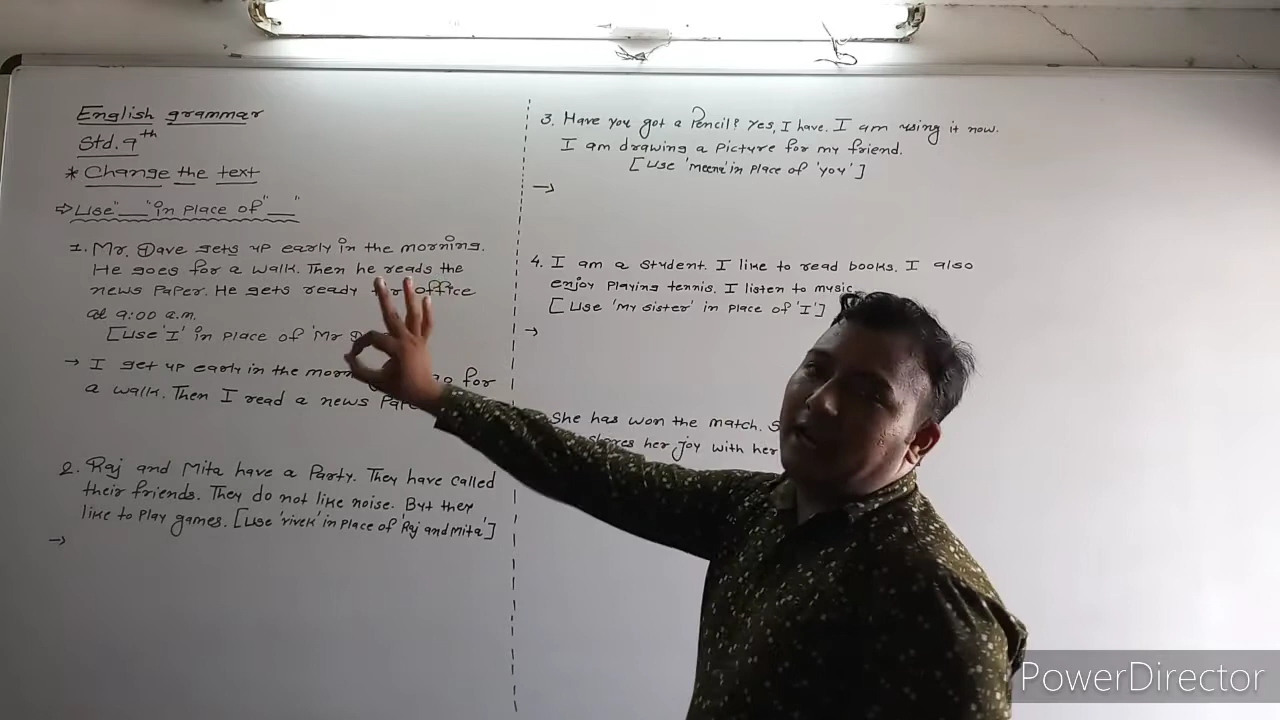 English grammar
Std. 9th
* Change the text
⇒ Use "___" in place of "___"
1. Mr. Dave gets up early in the morning.
He goes for a walk. Then he reads the
news paper. He gets ready for office
at 9:00 a.m.
[Use 'I' in place of 'Mr D
→ I get up early in the morn go for
a walk. Then I read a news Pape
2. Raj and Mita have a Party. They have called
their friends. They do not like noise. But they
like to play games. [Use 'vivek' in place of 'Raj and Mita']
→
3. Have you got a Pencil? Yes, I have. I am using it now.
I am drawing a picture for my friend.
[Use 'meena' in place of 'you']
→
4. I am a student. I like to read books. I also
enjoy playing tennis. I listen to music.
[Use 'My sister' in place of 'I']
→
She has won the match. S
shares her joy with her
PowerDirector